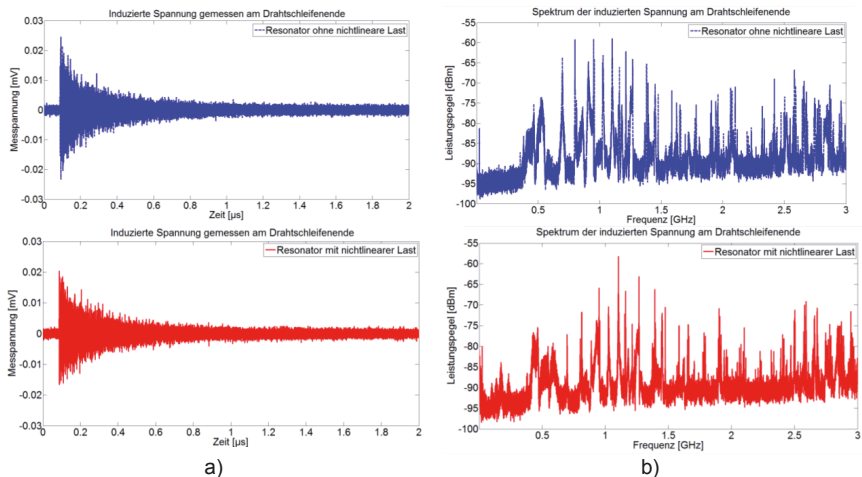 Induzierte Spannung gemessen am Drahtschleifenende
Resonator ohne nichtlineare Last
Messpannung [mV]
0.03
0.02
0.01
0
-0.01
-0.02
-0.03
0 0.2 0.4 0.6 0.8 1 1.2 1.4 1.6 1.8 2
Zeit [µs]
Spektrum der induzierten Spannung am Drahtschleifenende
Resonator ohne nichtlineare Last
Leistungspegel [dBm]
-55
-60
-65
-70
-75
-80
-85
-90
-95
-100
0.5 1 1.5 2 2.5 3
Frequenz [GHz]
Induzierte Spannung gemessen am Drahtschleifenende
Resonator mit nichtlinearer Last
Messpannung [mV]
0.03
0.02
0.01
0
-0.01
-0.02
-0.03
0 0.2 0.4 0.6 0.8 1 1.2 1.4 1.6 1.8 2
Zeit [µs]
Spektrum der induzierten Spannung am Drahtschleifenende
Resonator mit nichtlinearer Last
Leistungspegel [dBm]
-55
-60
-65
-70
-75
-80
-85
-90
-95
-100
0.5 1 1.5 2 2.5 3
Frequenz [GHz]
a)
b)